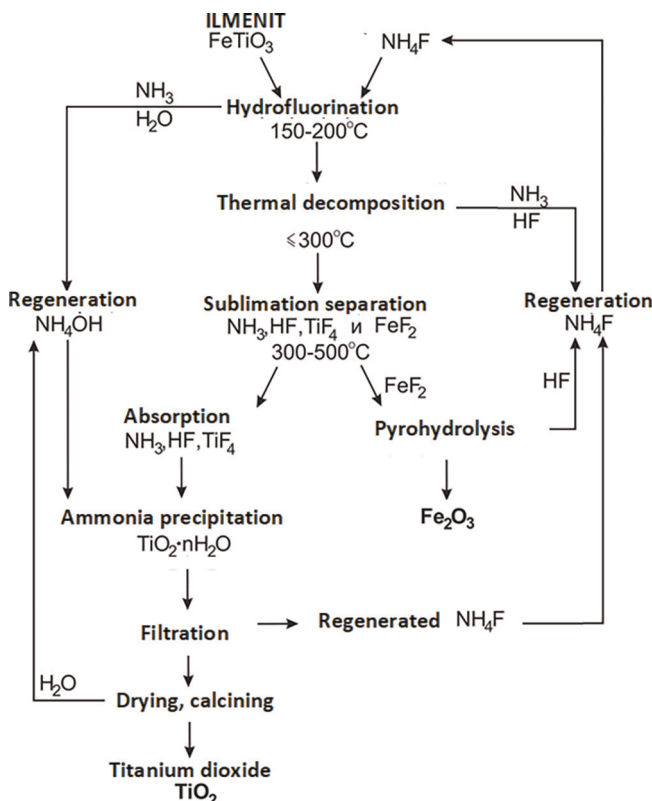 ILMENIT
FeTiO₃
NH₄F
NH₃
H₂O
Hydrofluorination
150-200°C
Thermal decomposition
NH₃
HF
⩽300°C
Regeneration
NH₄OH
Sublimation separation
NH₃,HF,TiF₄ и FeF₂
300-500°C
Regeneration
NH₄F
FeF₂
HF
Absorption
NH₃,HF,TiF₄
Pyrohydrolysis
Ammonia precipitation
TiO₂·nH₂O
Fe₂O₃
Filtration
Regenerated NH₄F
H₂O
Drying, calcining
Titanium dioxide
TiO₂